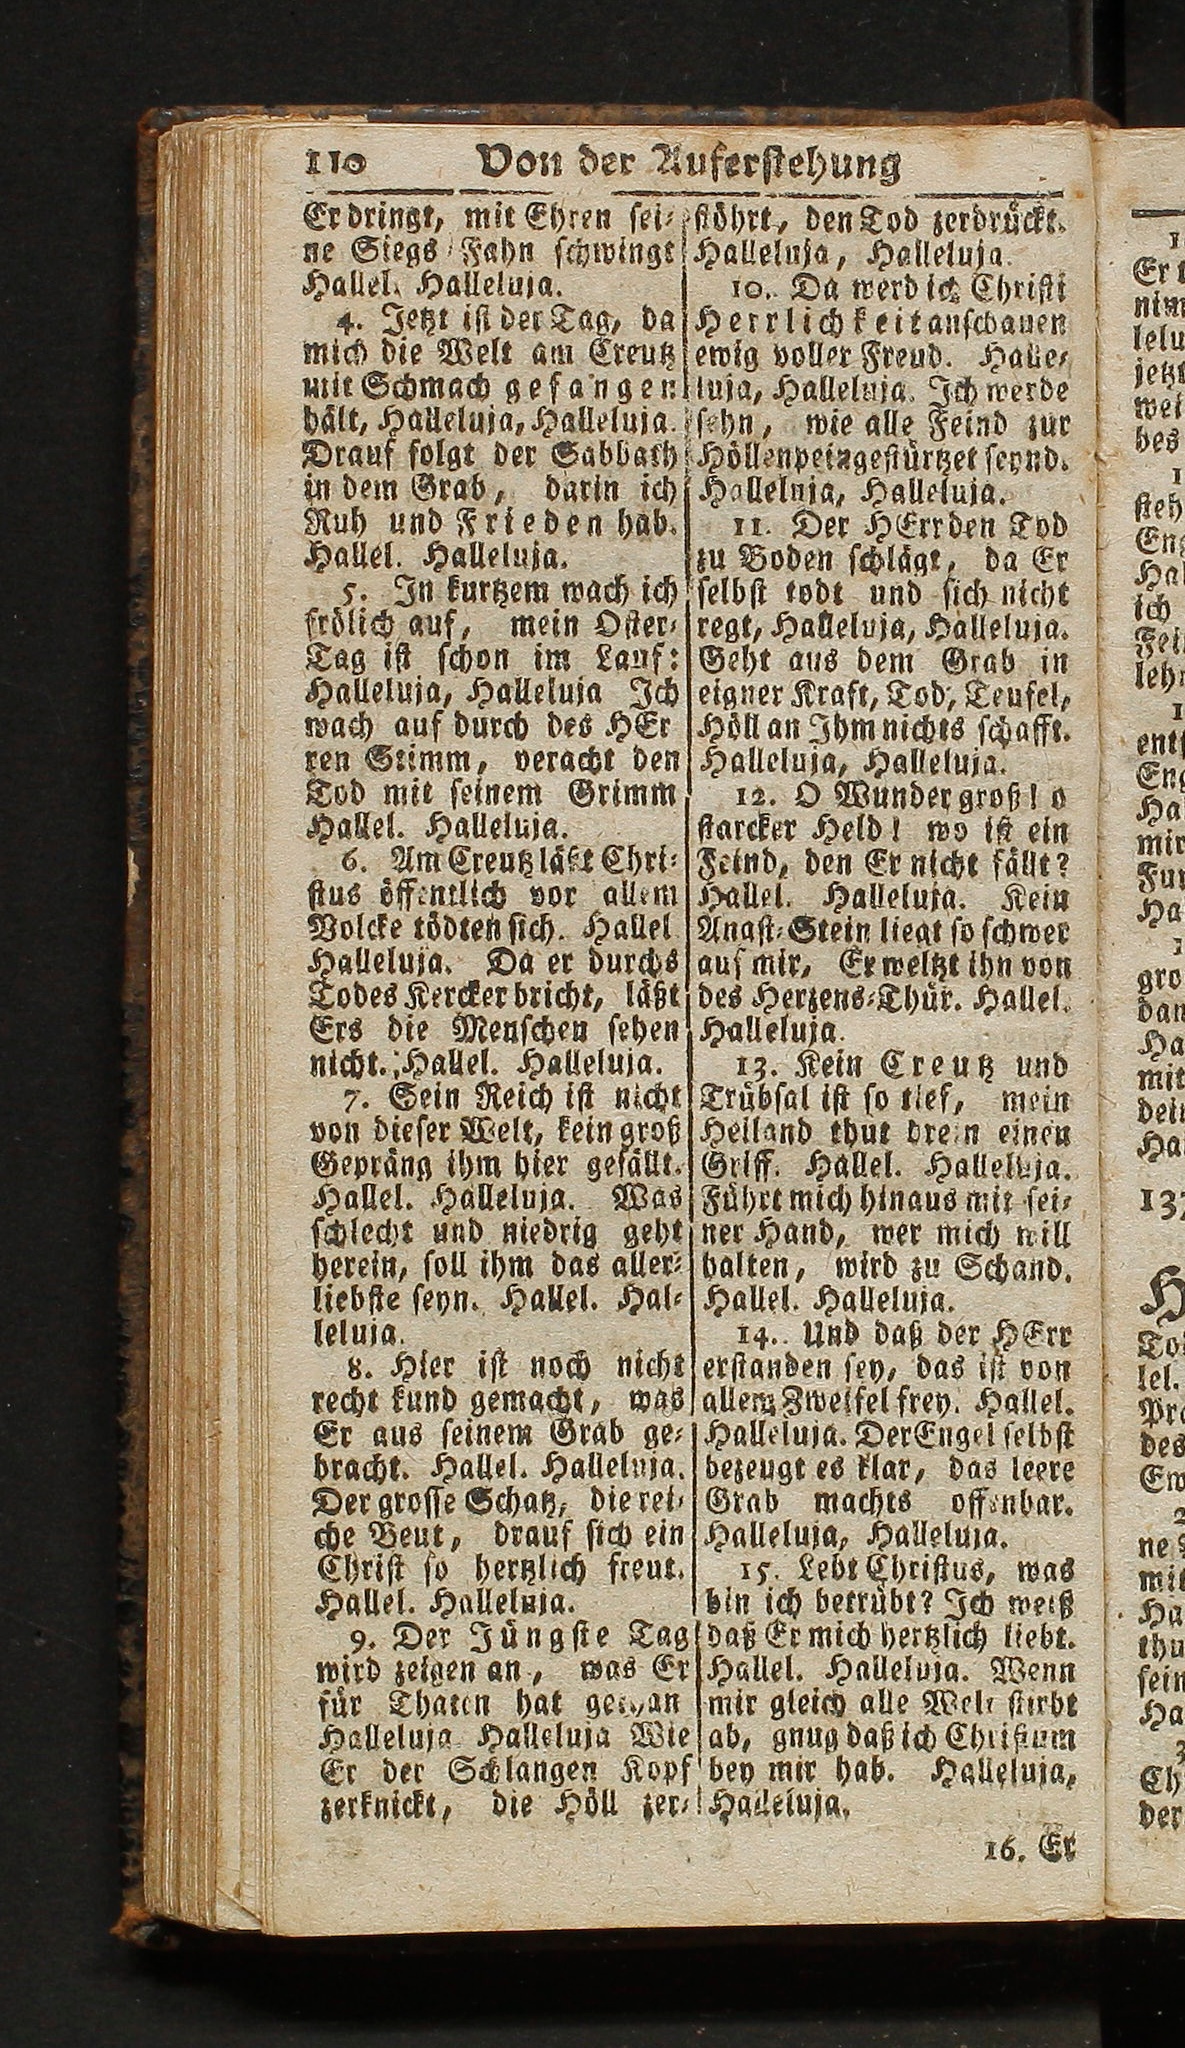 110 Von der Auferstehung
Er dringt, mit Ehren sei-
ne Siegs-Fahn schwingt
Hallel. Halleluja.
4. Jetzt ist der Tag, da
mich die Welt am Creutz
mit Schmach gefangen
hält, Halleluja, Halleluja.
Drauf folgt der Sabbath
in dem Grab, darin ich
Ruh und Frieden hab.
Hallel. Halleluja.
5. In kurtzem wach ich
frölich auf, mein Oster-
Tag ist schon im Lauf:
Halleluja, Halleluja Ich
wach auf durch des HEr
ren Stimm, veracht den
Tod mit seinem Grimm
Hallel. Halleluja.
6. Am Creutz läßt Chri-
stus öffentlich vor allem
Volcke tödten sich. Hallel
Halleluja. Da er durchs
Todes Kercker bricht, läßt
Ers die Menschen sehen
nicht. Hallel. Halleluja.
7. Sein Reich ist nicht
von dieser Welt, kein groß
Gepräng ihm hier gefällt.
Hallel. Halleluja. Was
schlecht und niedrig geht
herein, soll ihm das aller-
liebste seyn. Hallel. Hal-
leluja.
8. Hier ist noch nicht
recht kund gemacht, was
Er aus seinem Grab ge-
bracht. Hallel. Halleluja.
Der grosse Schatz, die rei-
che Beut, drauf sich ein
Christ so hertzlich freut.
Hallel. Halleluja.
9. Der Jüngste Tag
wird zeigen an, was Er
für Thaten hat gethan
Halleluja Halleluja Wie
Er der Schlangen Kopf
zerknickt, die Höll zer-
stöhrt, den Tod zerdrückt.
Halleluja, Halleluja.
10. Da werd ich Christi
Herrlichkeit anschauen
ewig voller Freud. Halle-
luja, Halleluja. Ich werde
sehn, wie alle Feind zur
Höllenpein gestürtzet seynd.
Halleluja, Halleluja.
11. Der HErr den Tod
zu Boden schlägt, da Er
selbst todt und sich nicht
regt, Halleluja, Halleluja.
Geht aus dem Grab in
eigner Kraft, Tod, Teufel,
Höll an Ihm nichts schafft.
Halleluja, Halleluja.
12. O Wunder groß! o
starcker Held! wo ist ein
Feind, den Er nicht fällt?
Hallel. Halleluja. Kein
Angst-Stein liegt so schwer
auf mir, Er weltzt ihn von
des Herzens-Thür. Hallel.
Halleluja.
13. Kein Creutz und
Trübsal ist so tief, mein
Heiland thut drein einen
Griff. Hallel. Halleluja.
Führt mich hinaus mit sei-
ner Hand, wer mich will
halten, wird zu Schand.
Hallel. Halleluja.
14. Und daß der HErr
erstanden sey, das ist von
allem Zweifel frey. Hallel.
Halleluja. Der Engel selbst
bezeugt es klar, das leere
Grab machts offenbar.
Halleluja, Halleluja.
15. Lebt Christus, was
bin ich betrübt? Ich weiß
daß Er mich hertzlich liebt.
Hallel. Halleluja. Wenn
mir gleich alle Welt stirbt
ab, gnug daß ich Christum
bey mir hab. Halleluja,
Halleluja.
16. Er